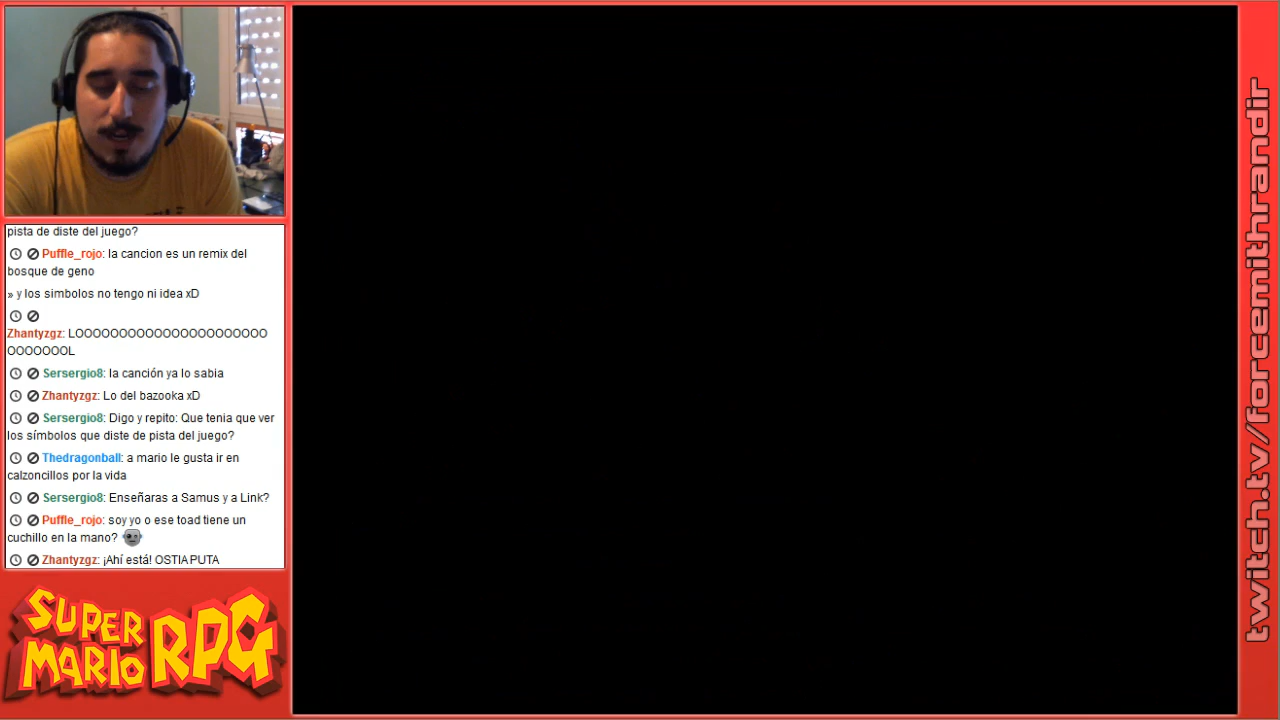 pista de diste del juego?
Puffle_rojo: la cancion es un remix del
bosque de geno
» y los simbolos no tengo ni idea xD
Zhantyzgz: LOOOOOOOOOOOOOOOOOOOOOOO
OOOOOOOL
Sersergio8: la canción ya lo sabia
Zhantyzgz: Lo del bazooka xD
Sersergio8: Digo y repito: Que tenia que ver
los símbolos que diste de pista del juego?
Thedragonball: a mario le gusta ir en
calzoncillos por la vida
Sersergio8: Enseñaras a Samus y a Link?
Puffle_rojo: soy yo o ese toad tiene un
cuchillo en la mano?
Zhantyzgz: ¡Ahí está! OSTIA PUTA
SUPER
MARIO RPG
twitch.tv/forcemithrandir